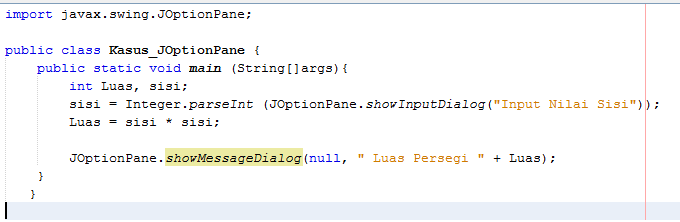 import javax.swing.JOptionPane;
public class Kasus_JOptionPane {
public static void main (String[]args){
int Luas, sisi;
sisi = Integer.parseInt (JOptionPane.showInputDialog("Input Nilai Sisi"));
Luas = sisi * sisi;
JOptionPane.showMessageDialog(null, " Luas Persegi " + Luas);
}
}